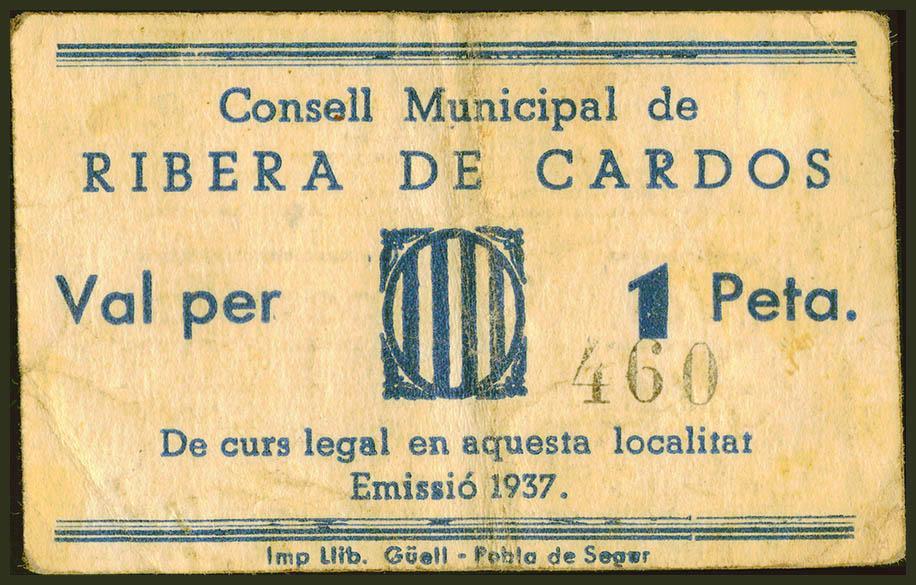 Consell Municipal de
RIBERA DE CARDOS
Val per 1 Peta.
460
De curs legal en aquesta localitat
Emissió 1937.
Imp Llib. Güell - Pobla de Segur